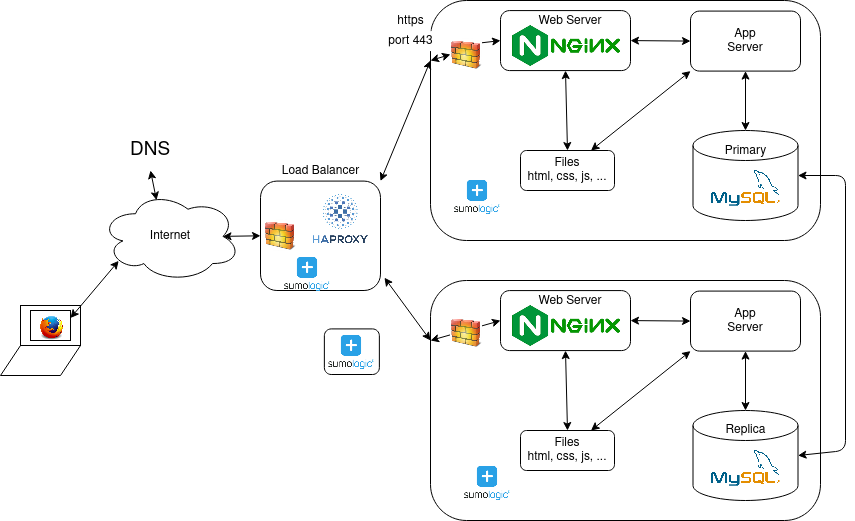 https
port 443
Web Server
NGiNX
App
Server
Files
html, css, js, ...
Primary
MySQL
sumologic
DNS
Load Balancer
Internet
HAPROXY
sumologic
sumologic
Web Server
NGiNX
App
Server
Files
html, css, js, ...
Replica
MySQL
sumologic